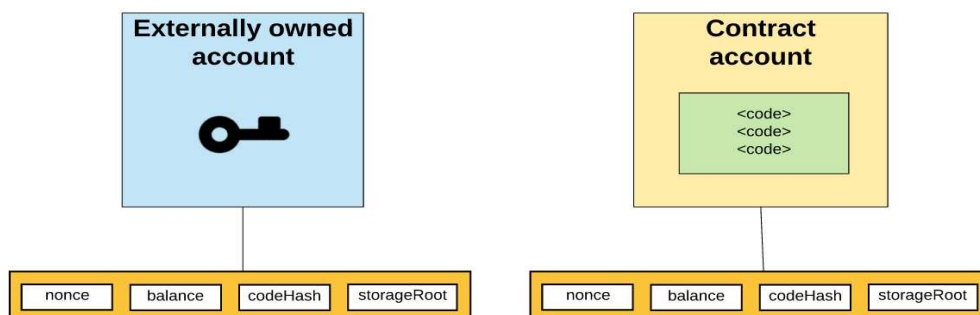 Externally owned
account
Contract
account
<code>
<code>
<code>
nonce balance codeHash storageRoot
nonce balance codeHash storageRoot